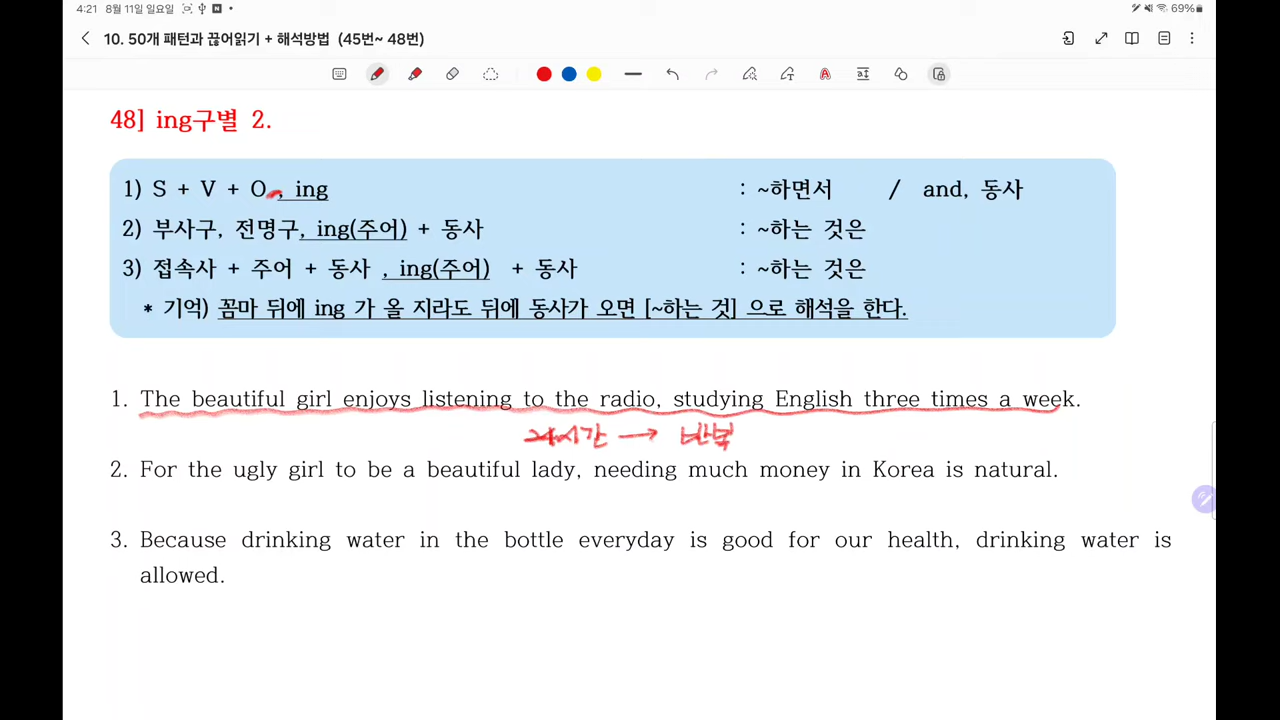 4:21 8월 11일 일요일 69%
10. 50개 패턴과 끊어읽기 + 해석방법 (45번~ 48번)
48] ing구별 2.
1) S + V + O , ing : ~하면서 / and, 동사
2) 부사구, 전명구, ing(주어) + 동사 : ~하는 것은
3) 접속사 + 주어 + 동사 , ing(주어) + 동사 : ~하는 것은
* 기억) 꼼마 뒤에 ing 가 올 지라도 뒤에 동사가 오면 [~하는 것] 으로 해석을 한다.
1. The beautiful girl enjoys listening to the radio, studying English three times a week.
24시간 → 반복
2. For the ugly girl to be a beautiful lady, needing much money in Korea is natural.
3. Because drinking water in the bottle everyday is good for our health, drinking water is
allowed.